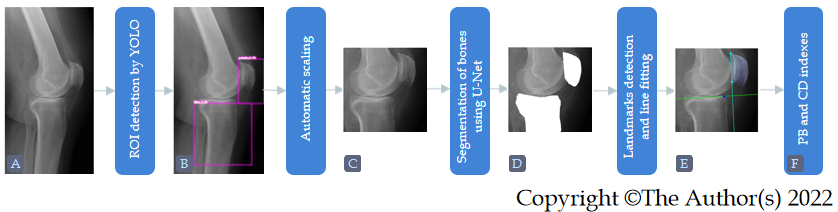 A
ROI detection by YOLO
B
Automatic scaling
C
Segmentation of bones
using U-Net
D
Landmarks detection
and line fitting
E
PB and CD indexes
F
Copyright ©The Author(s) 2022